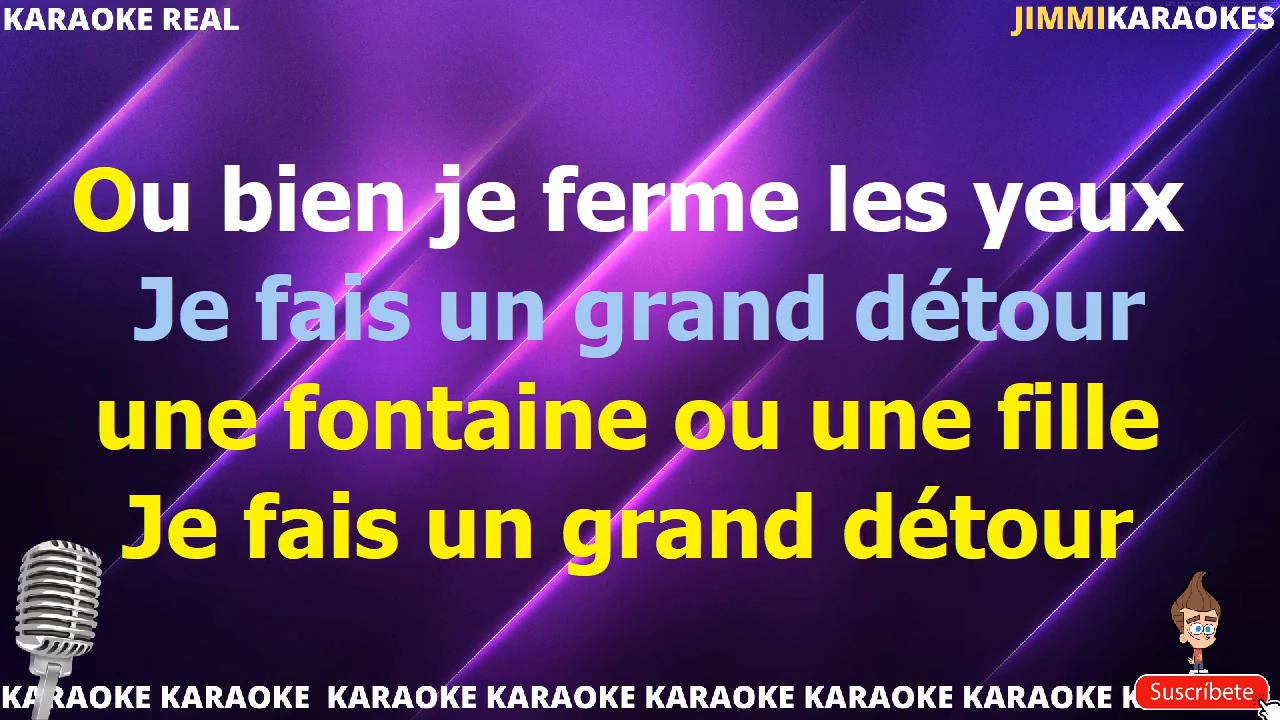 KARAOKE REAL
JIMMIKARAOKES
Ou bien je ferme les yeux
Je fais un grand détour
une fontaine ou une fille
Je fais un grand détour
KARAOKE KARAOKE KARAOKE KARAOKE KARAOKE KARAOKE KARAOKE K
Suscríbete